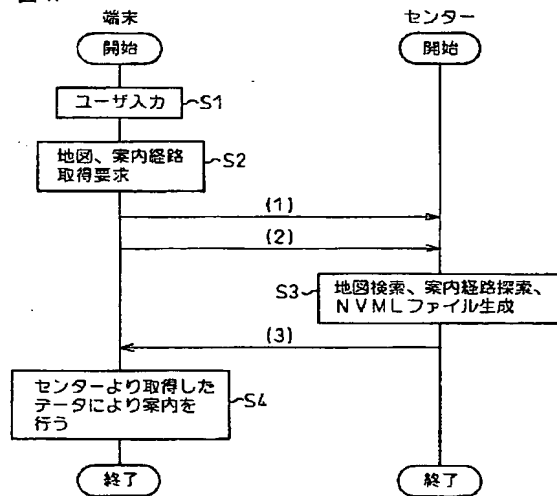 端末
センター
開始
開始
ユーザ入力
S1
地図、案内経路
取得要求
S2
(1)
(2)
S3
地図検索、案内経路探索、
NVMLファイル生成
(3)
センターより取得した
データにより案内を
行う
S4
終了
終了